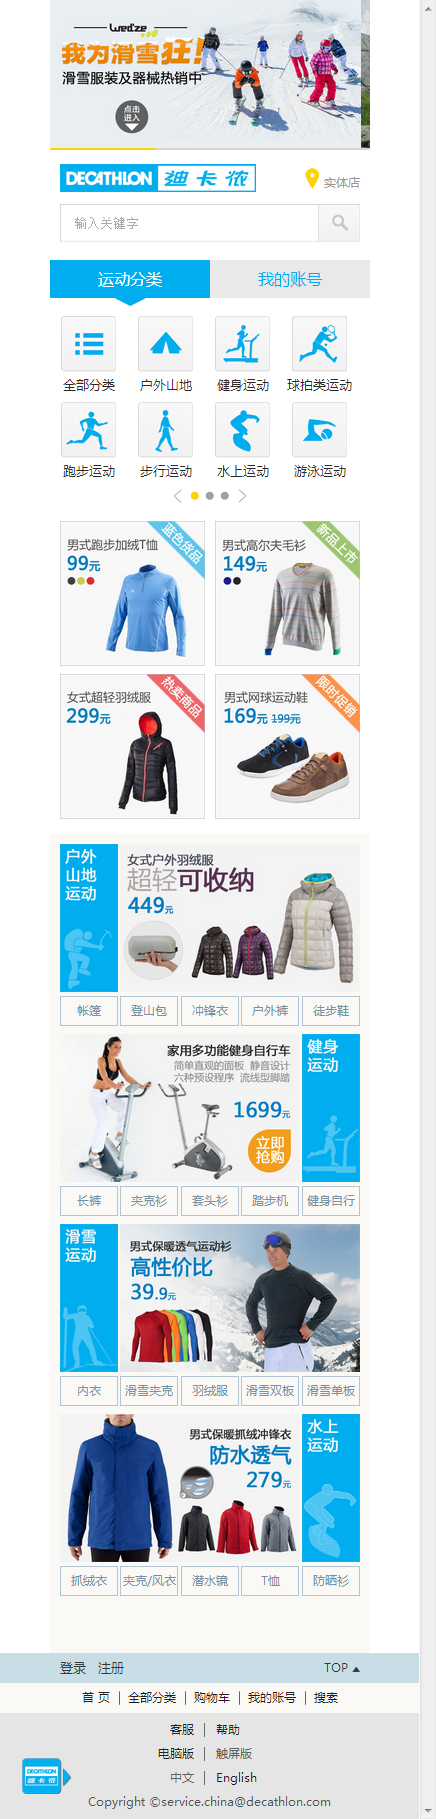 Wed'ze
我为滑雪狂!
滑雪服装及器械热销中
点击
进入
DECATHLON 迪卡侬
实体店
输入关键字
运动分类 我的账号
全部分类 户外山地 健身运动 球拍类运动
跑步运动 步行运动 水上运动 游泳运动
男式跑步加绒T恤
99元
蓝色货品
男式高尔夫毛衫
149元
新品上市
女式超轻羽绒服
299元
热卖商品
男式网球运动鞋
169元 199元
限时促销
户外
山地
运动
女式户外羽绒服
超轻可收纳
449元
帐篷 登山包 冲锋衣 户外裤 徒步鞋
家用多功能健身自行车
简单直观的面板 静音设计
六种预设程序 流线型脚踏
1699元
立即
抢购
健身
运动
长裤 夹克衫 套头衫 踏步机 健身自行
滑雪
运动
男式保暖透气运动衫
高性价比
39.9元
内衣 滑雪夹克 羽绒服 滑雪双板 滑雪单板
男式保暖抓绒冲锋衣
防水透气
279元
水上
运动
抓绒衣 夹克/风衣 潜水镜 T恤 防晒衫
登录 注册 TOP
首 页 | 全部分类 | 购物车 | 我的账号 | 搜索
客服 | 帮助
电脑版 | 触屏版
中文 | English
DECATHLON
迪卡侬
Copyright ©service.china@decathlon.com